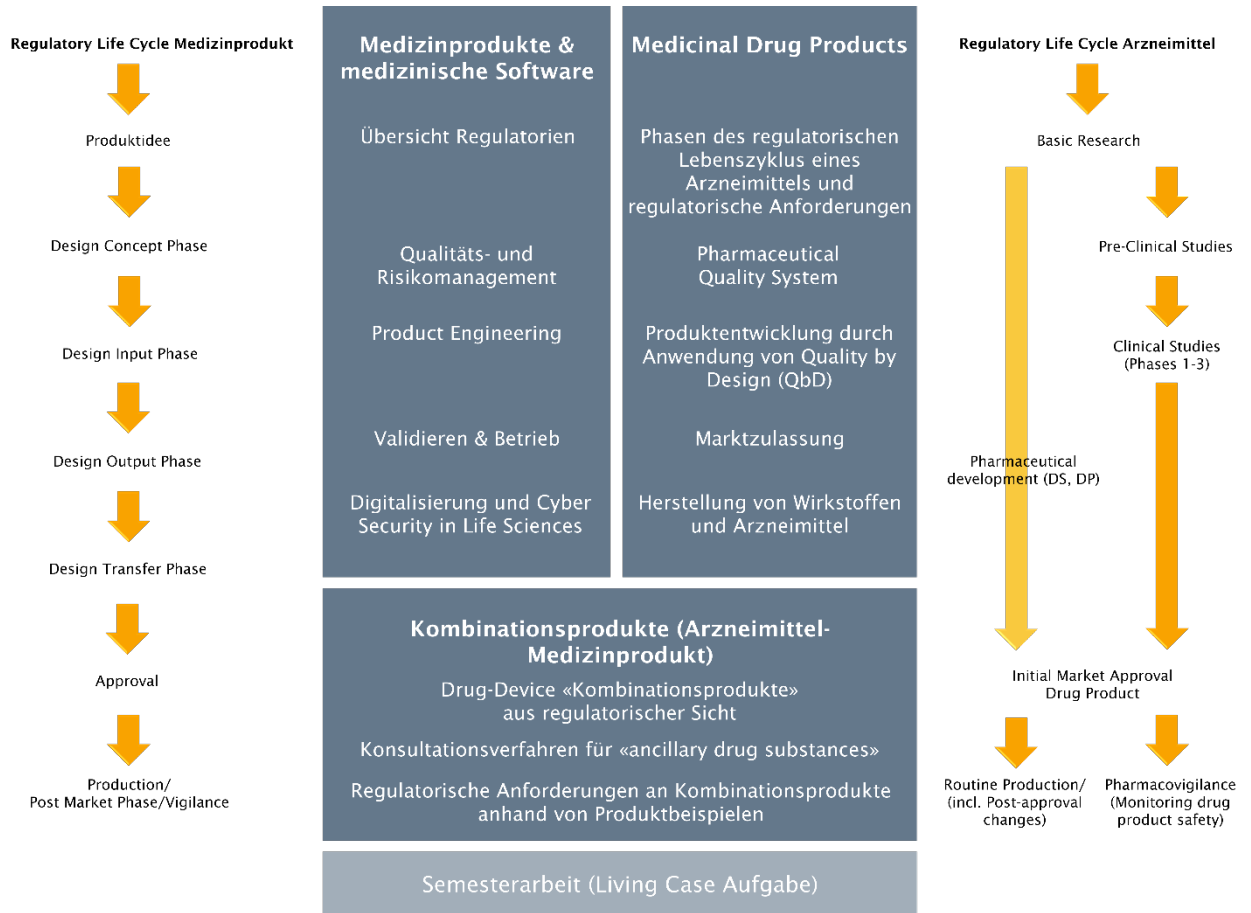 Regulatory Life Cycle Medizinprodukt
Produktidee
Design Concept Phase
Design Input Phase
Design Output Phase
Design Transfer Phase
Approval
Production/
Post Market Phase/Vigilance
Medizinprodukte &
medizinische Software
Übersicht Regulatorien
Qualitäts- und
Risikomanagement
Product Engineering
Validieren & Betrieb
Digitalisierung und Cyber
Security in Life Sciences
Medicinal Drug Products
Phasen des regulatorischen
Lebenszyklus eines
Arzneimittels und
regulatorische Anforderungen
Pharmaceutical
Quality System
Produktentwicklung durch
Anwendung von Quality by
Design (QbD)
Marktzulassung
Herstellung von Wirkstoffen
und Arzneimittel
Kombinationsprodukte (Arzneimittel-
Medizinprodukt)
Drug-Device «Kombinationsprodukte»
aus regulatorischer Sicht
Konsultationsverfahren für «ancillary drug substances»
Regulatorische Anforderungen an Kombinationsprodukte
anhand von Produktbeispielen
Semesterarbeit (Living Case Aufgabe)
Regulatory Life Cycle Arzneimittel
Basic Research
Pre-Clinical Studies
Clinical Studies
(Phases 1-3)
Pharmaceutical
development (DS, DP)
Initial Market Approval
Drug Product
Routine Production/
(incl. Post-approval
changes)
Pharmacovigilance
(Monitoring drug
product safety)